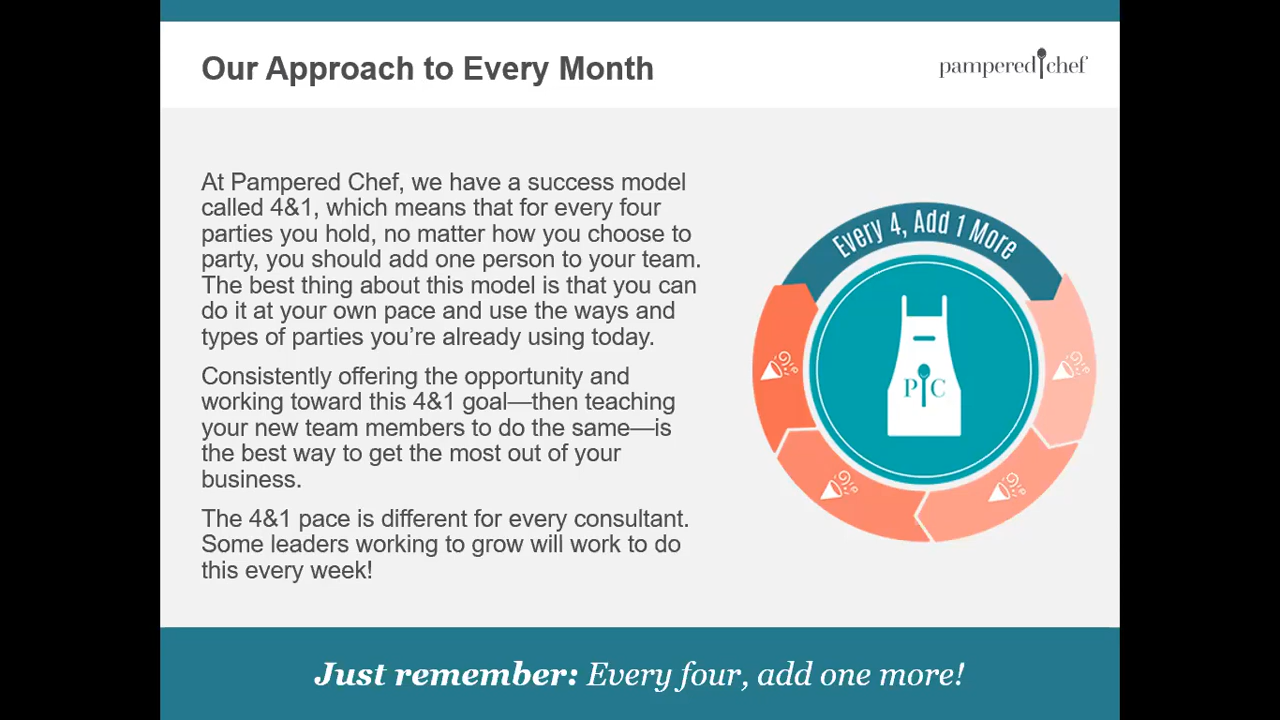 Our Approach to Every Month
pampered chef
At Pampered Chef, we have a success model
called 4&1, which means that for every four
parties you hold, no matter how you choose to
party, you should add one person to your team.
The best thing about this model is that you can
do it at your own pace and use the ways and
types of parties you’re already using today.
Consistently offering the opportunity and
working toward this 4&1 goal—then teaching
your new team members to do the same—is
the best way to get the most out of your
business.
The 4&1 pace is different for every consultant.
Some leaders working to grow will work to do
this every week!
Every 4, Add 1 More
P C
Just remember: Every four, add one more!